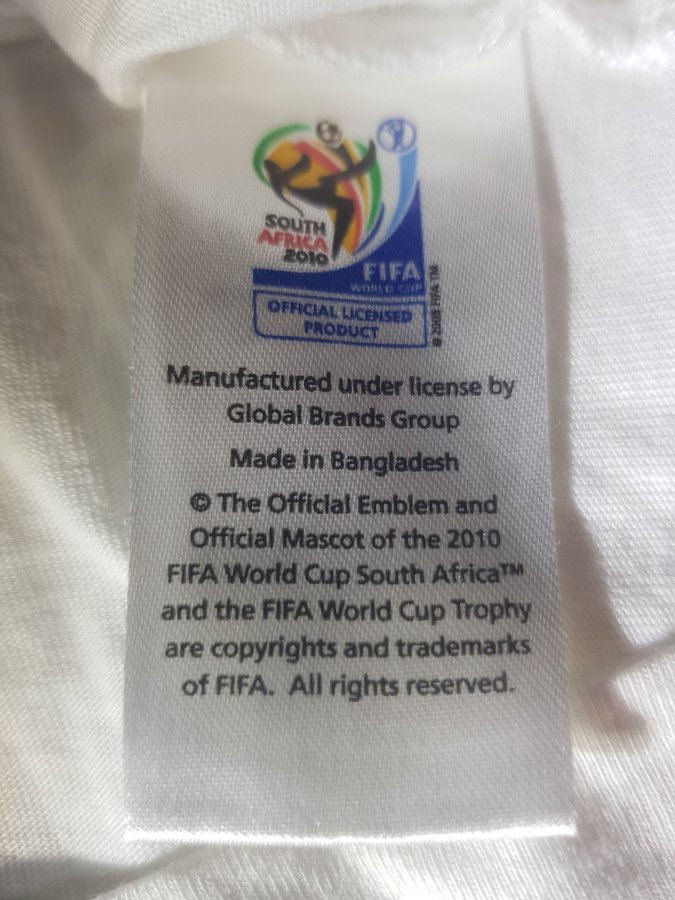 SOUTH
AFRICA
2010
FIFA
WORLD CUP
OFFICIAL LICENSED
PRODUCT
© 2005 FIFA TM
Manufactured under license by
Global Brands Group
Made in Bangladesh
© The Official Emblem and
Official Mascot of the 2010
FIFA World Cup South Africa™
and the FIFA World Cup Trophy
are copyrights and trademarks
of FIFA. All rights reserved.